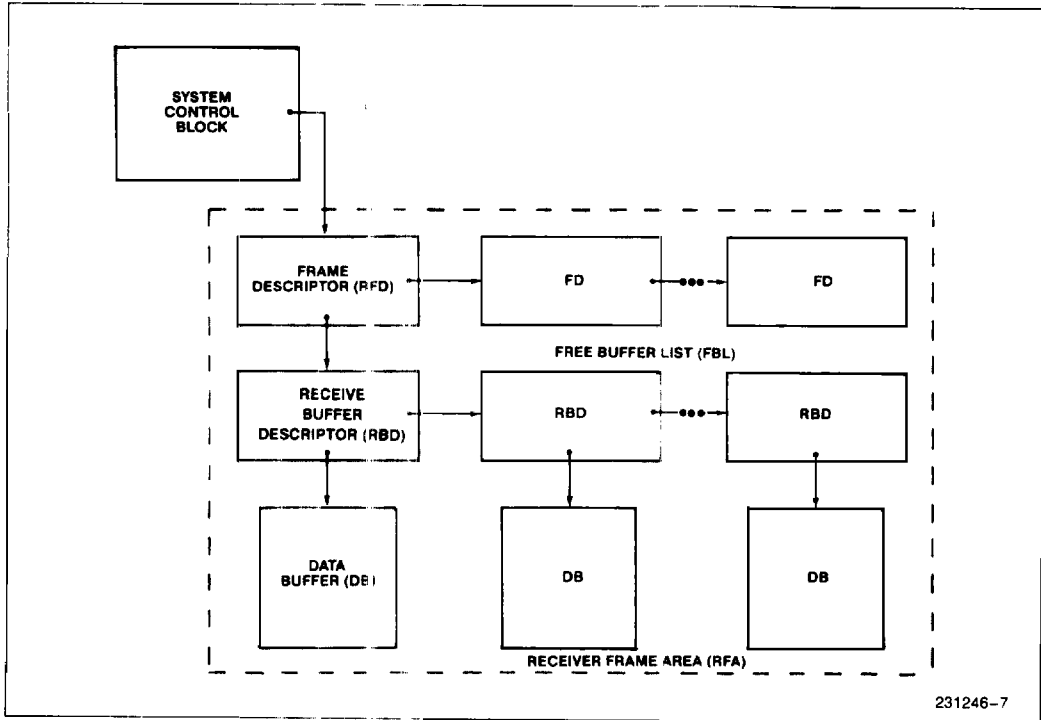 SYSTEM
CONTROL
BLOCK
FRAME
DESCRIPTOR (RFD)
FD
FD
FREE BUFFER LIST (FBL)
RECEIVE
BUFFER
DESCRIPTOR (RBD)
RBD
RBD
DATA
BUFFER (DB)
DB
DB
RECEIVER FRAME AREA (RFA)
231246-7